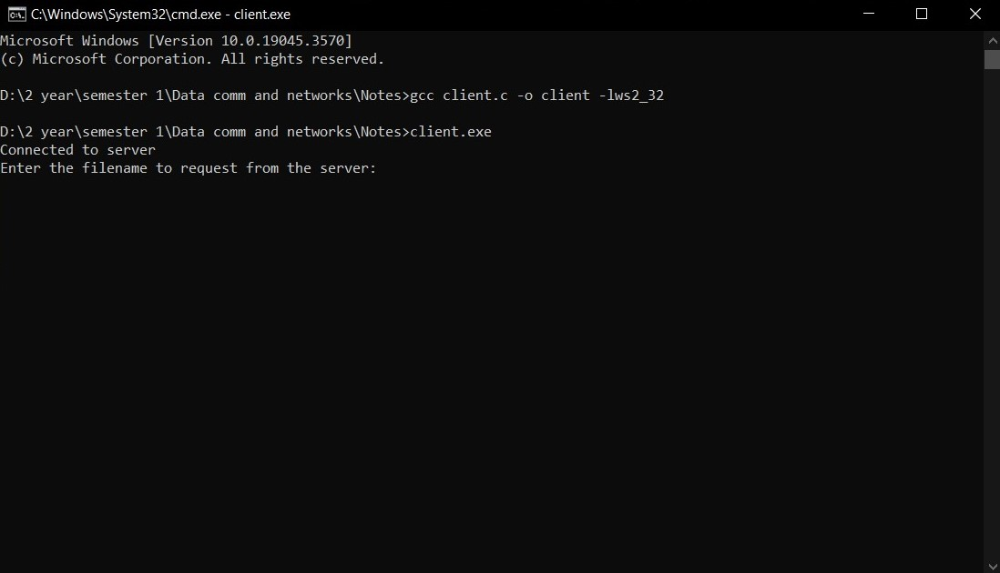 C:\Windows\System32\cmd.exe - client.exe
Microsoft Windows [Version 10.0.19045.3570]
(c) Microsoft Corporation. All rights reserved.
D:\2 year\semester 1\Data comm and networks\Notes>gcc client.c -o client -lws2_32
D:\2 year\semester 1\Data comm and networks\Notes>client.exe
Connected to server
Enter the filename to request from the server: